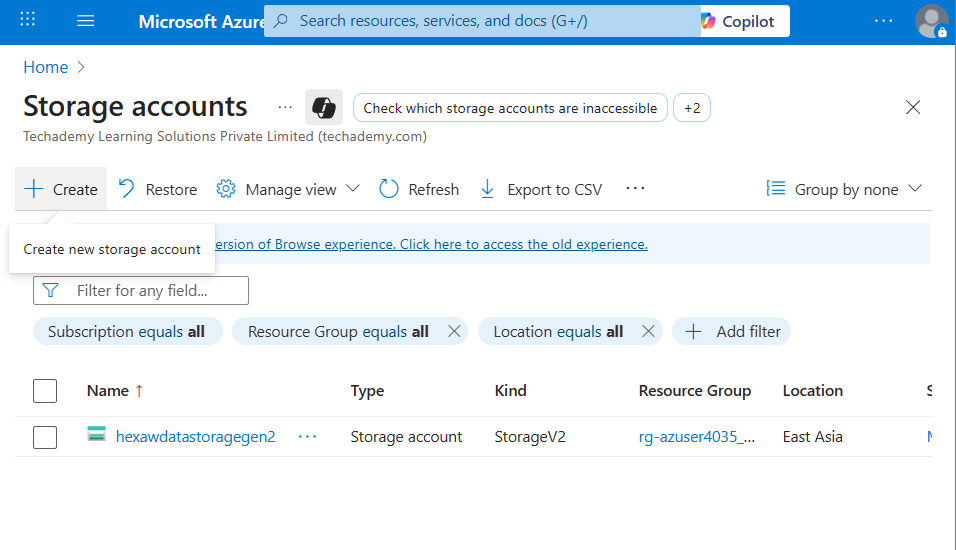 Microsoft Azure
Search resources, services, and docs (G+/)
Copilot
Home
Storage accounts
Check which storage accounts are inaccessible
+2
Techademy Learning Solutions Private Limited (techademy.com)
Create
Restore
Manage view
Refresh
Export to CSV
Group by none
Create new storage account
of Browse experience. Click here to access the old experience.
Filter for any field...
Subscription equals all
Resource Group equals all
Location equals all
Add filter
Name ↑ Type Kind Resource Group Location
hexawdatastoragegen2 ··· Storage account StorageV2 rg-azuser4035_... East Asia